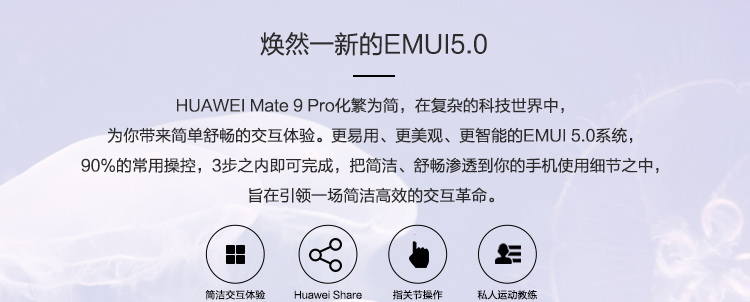 焕然一新的EMUI5.0
HUAWEI Mate 9 Pro化繁为简，在复杂的科技世界中，
为你带来简单舒畅的交互体验。更易用、更美观、更智能的EMUI 5.0系统，
90%的常用操控，3步之内即可完成，把简洁、舒畅渗透到你的手机使用细节之中，
旨在引领一场简洁高效的交互革命。
简洁交互体验 Huawei Share 指关节操作 私人运动教练